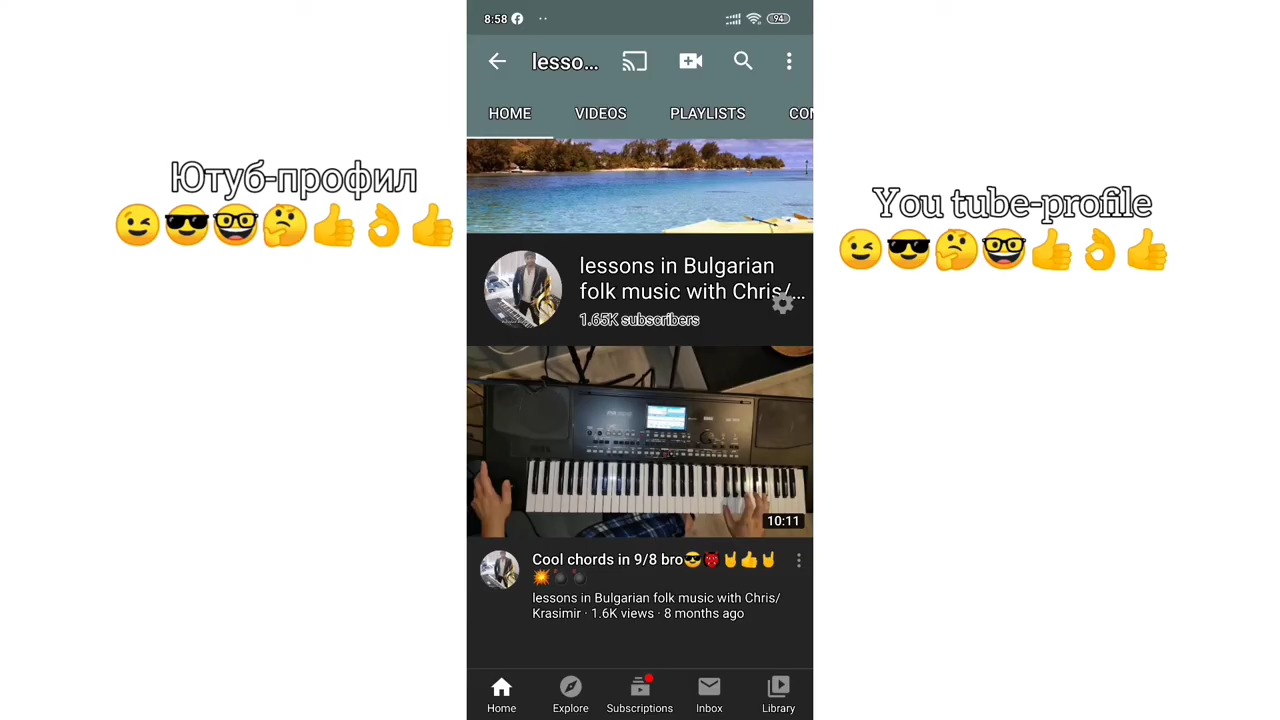 8:58
94
lesso...
HOME VIDEOS PLAYLISTS COM
Ютуб-профил
😉😎🤓🤔👍👌👍
You tube-profile
😉😎🤔🤓👍👌👍
lessons in Bulgarian
folk music with Chris/...
1.65K subscribers
10:11
Cool chords in 9/8 bro😎👹🤘👍🤘
💥💣💣
lessons in Bulgarian folk music with Chris/
Krasimir · 1.6K views · 8 months ago
Home Explore Subscriptions Inbox Library